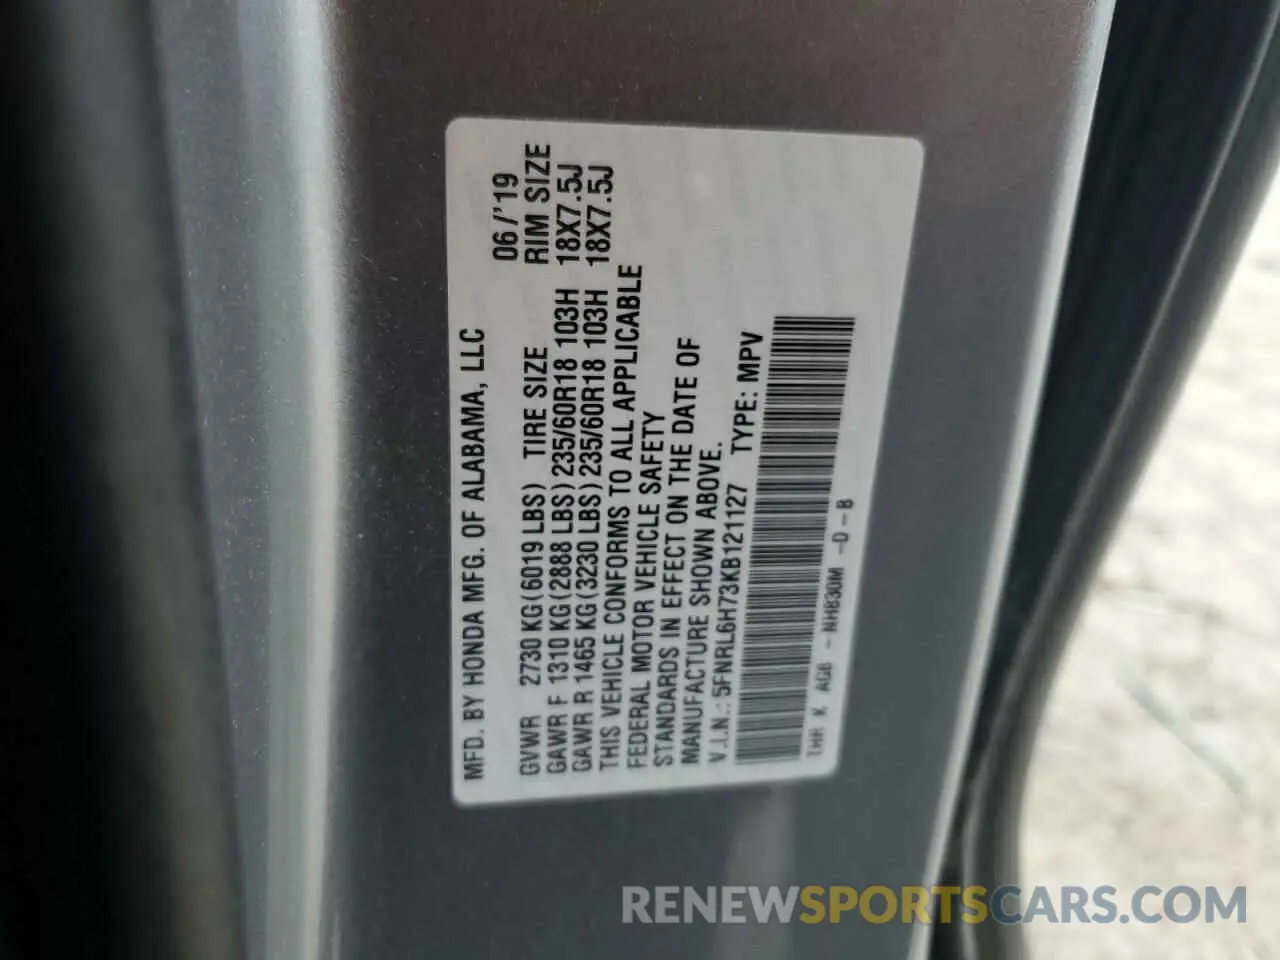 MFD. BY HONDA MFG. OF ALABAMA, LLC
06/'19
GVWR 2730 KG(6019 LBS) TIRE SIZE RIM SIZE
GAWR F 1310 KG(2888 LBS)235/60R18 103H 18X7.5J
GAWR R 1465 KG(3230 LBS)235/60R18 103H 18X7.5J
THIS VEHICLE CONFORMS TO ALL APPLICABLE
FEDERAL MOTOR VEHICLE SAFETY
STANDARDS IN EFFECT ON THE DATE OF
MANUFACTURE SHOWN ABOVE.
V.I.N.: 5FNRL6H73KB121127 TYPE: MPV
THR K AGB - NH830M -D-B
RENEWSPORTSCARS.COM